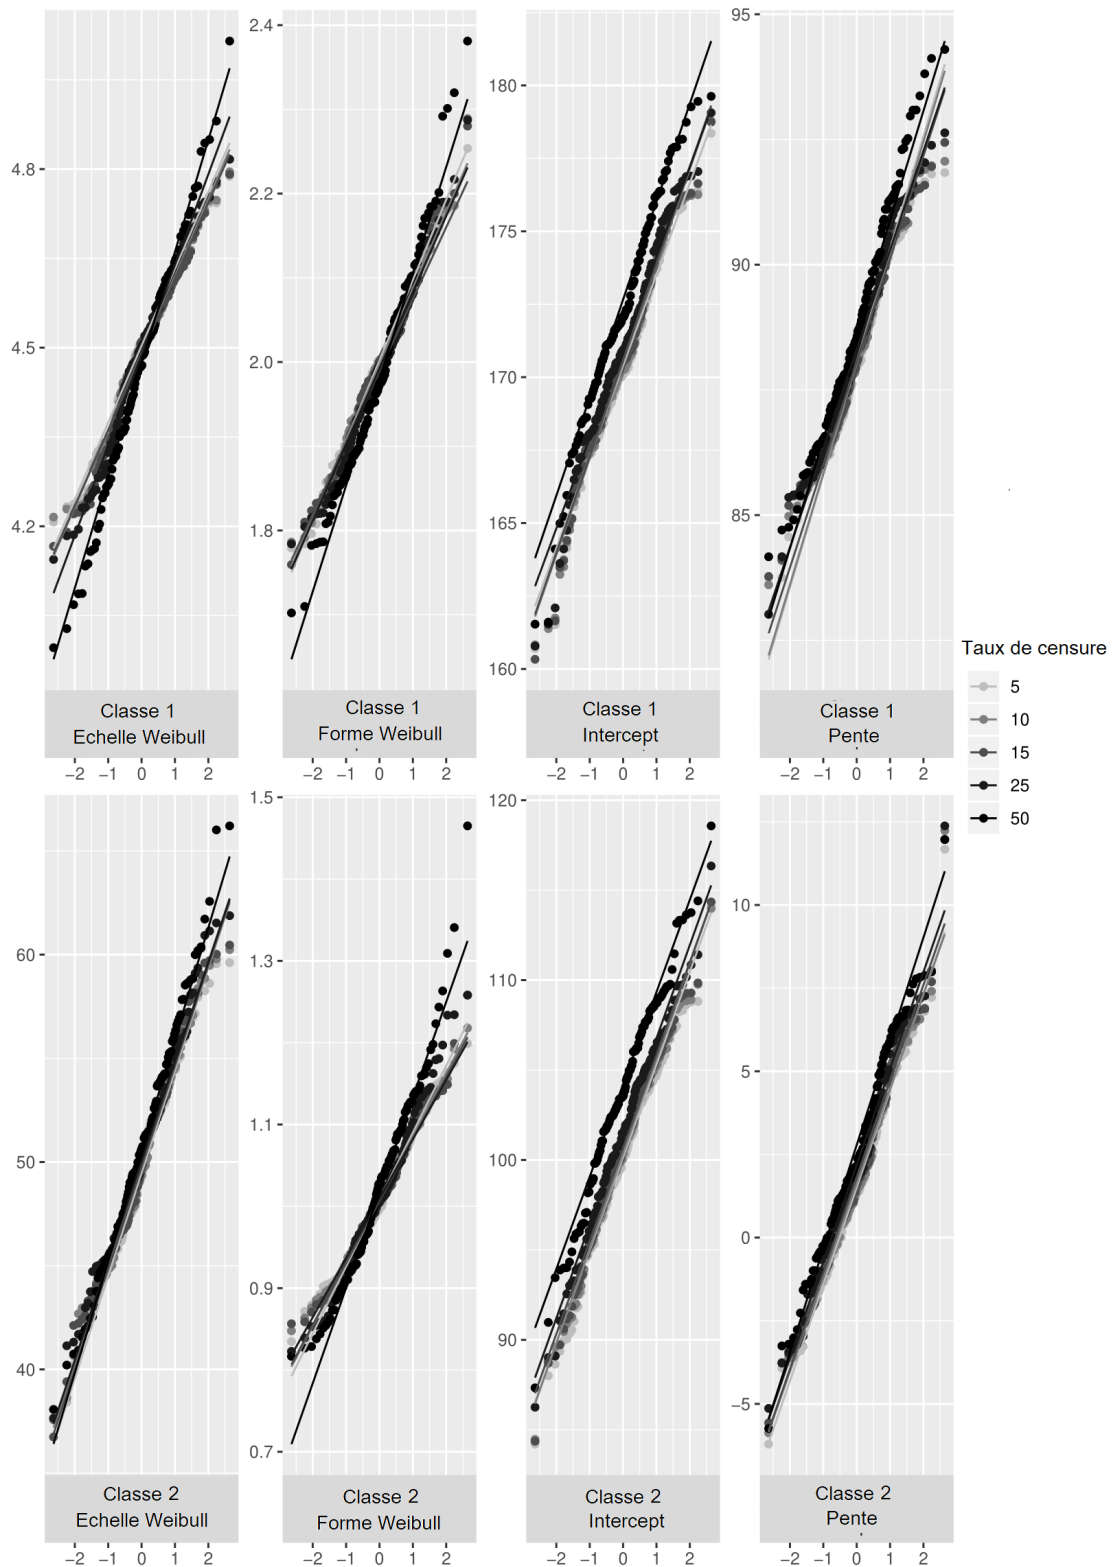 2.4
95
4.8
4.5
4.2
2.2
2.0
1.8
180
175
170
165
160
90
85
Classe 1
Echelle Weibull
Classe 1
Forme Weibull
Classe 1
Intercept
Classe 1
Pente
−2 −1 0 1 2
−2 −1 0 1 2
−2 −1 0 1 2
−2 −1 0 1 2
Taux de censure
5
10
15
25
50
60
50
40
1.5
1.3
1.1
0.9
0.7
120
110
100
90
10
5
0
−5
Classe 2
Echelle Weibull
Classe 2
Forme Weibull
Classe 2
Intercept
Classe 2
Pente
−2 −1 0 1 2
−2 −1 0 1 2
−2 −1 0 1 2
−2 −1 0 1 2